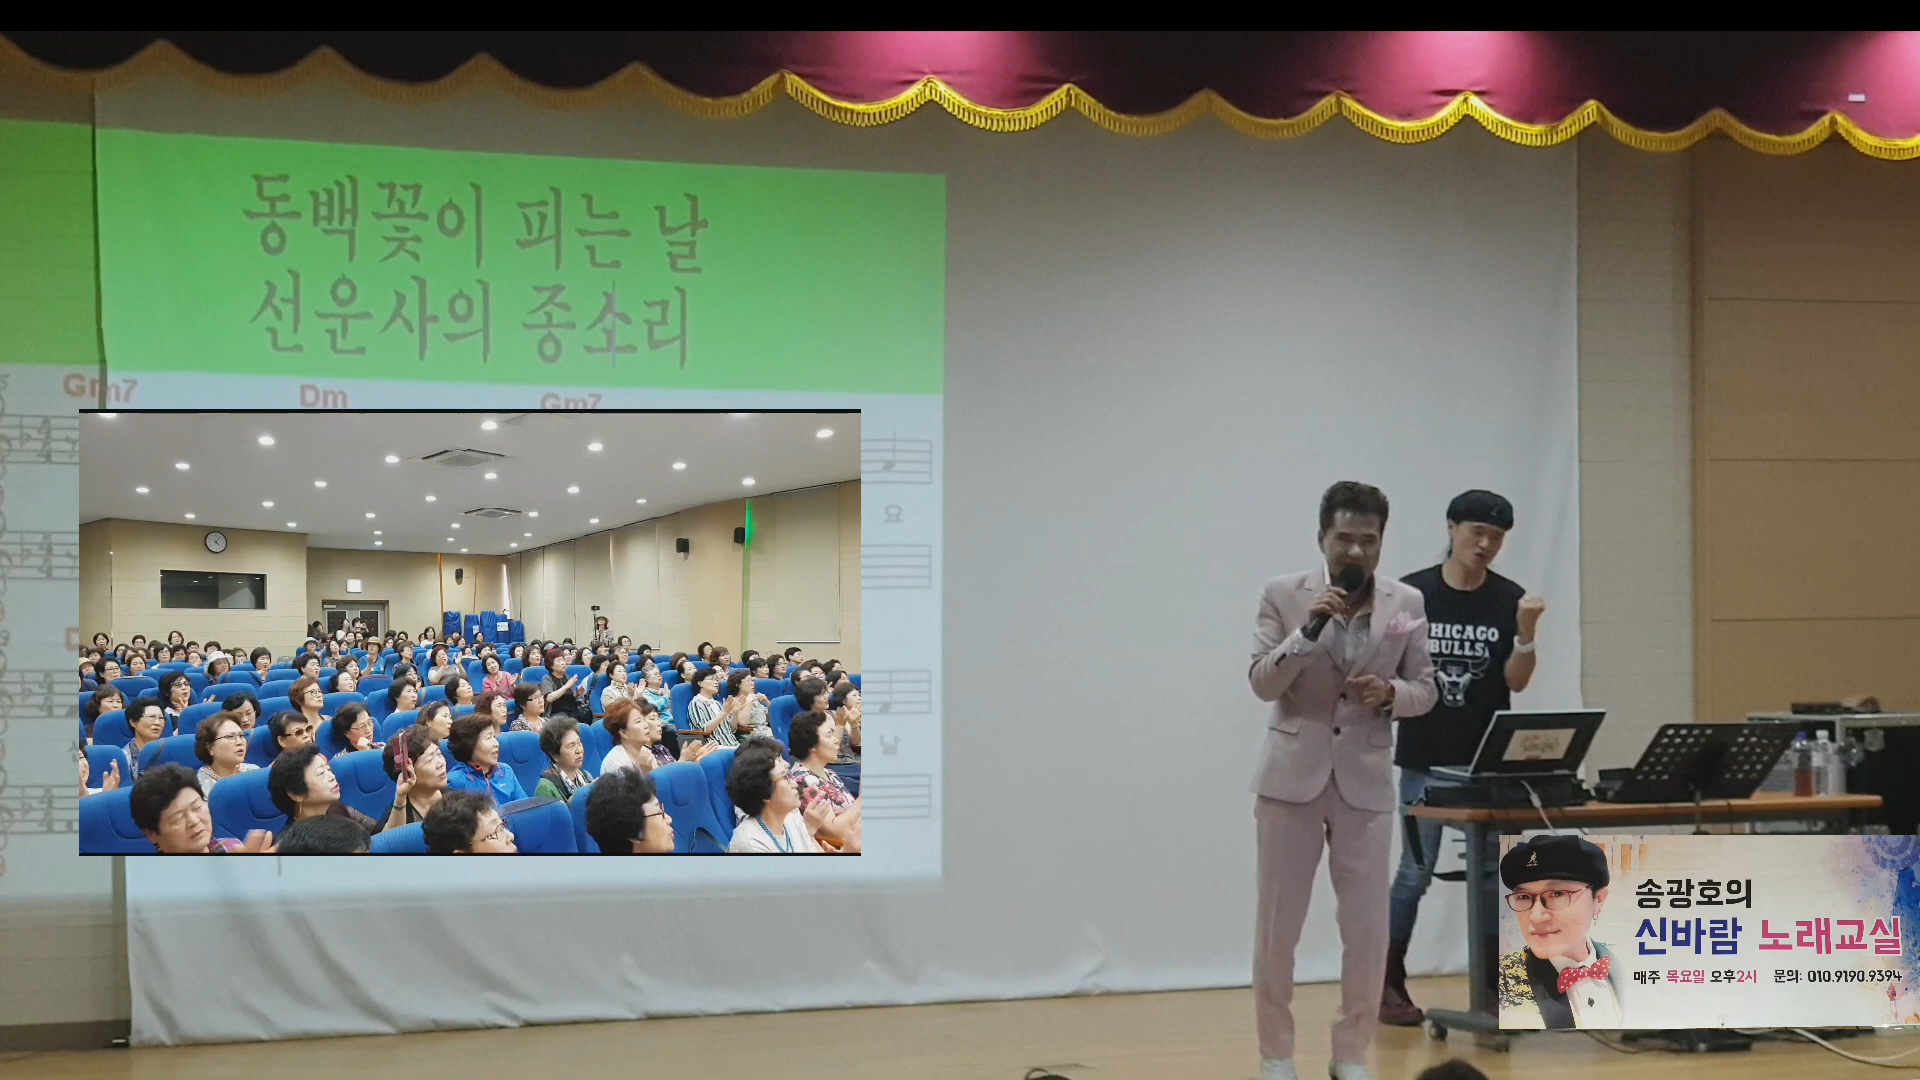 동백꽃이 피는 날
선운사의 종소리
Gm7 Dm Gm7
요
날
CHICAGO
BULLS
송광호의
신바람 노래교실
매주 목요일 오후2시 문의: 010.9190.9394